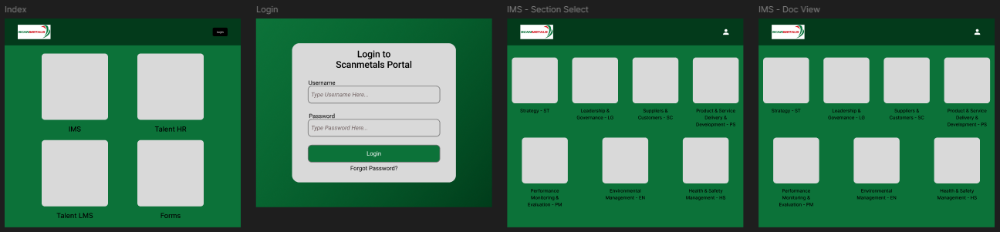 Index
SCANMETALS
Login
IMS
Talent HR
Talent LMS
Forms
Login
Login to
Scanmetals Portal
Username
Type Username Here...
Password
Type Password Here...
Login
Forgot Password?
IMS - Section Select
SCANMETALS
Strategy - ST
Leadership &
Governance - LG
Suppliers &
Customers - SC
Product & Service
Delivery &
Development - PS
Performance
Monitoring &
Evaluation - PM
Environmental
Management - EN
Health & Safety
Management - HS
IMS - Doc View
SCANMETALS
Strategy - ST
Leadership &
Governance - LG
Suppliers &
Customers - SC
Product & Service
Delivery &
Development - PS
Performance
Monitoring &
Evaluation - PM
Environmental
Management - EN
Health & Safety
Management - HS